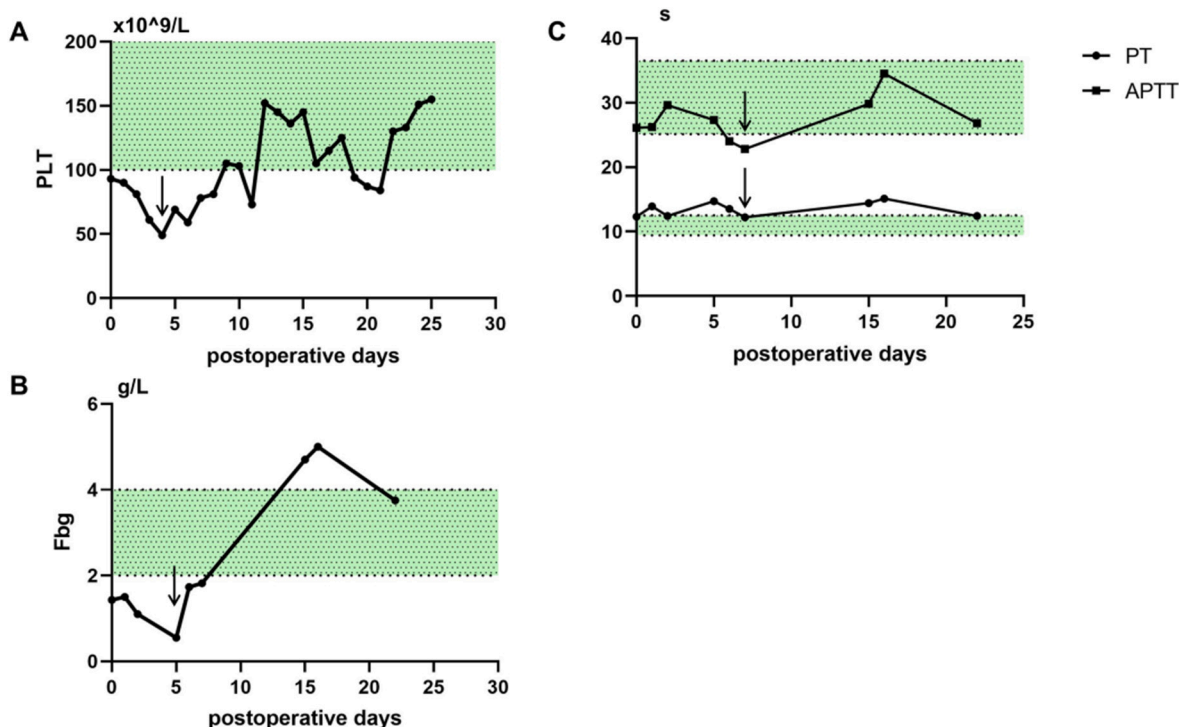 A
x10^9/L
200
150
100
50
0
PLT
0 5 10 15 20 25 30
postoperative days
B
g/L
6
4
2
0
Fbg
0 5 10 15 20 25 30
postoperative days
C
s
40
30
20
10
0
0 5 10 15 20 25
postoperative days
PT
APTT